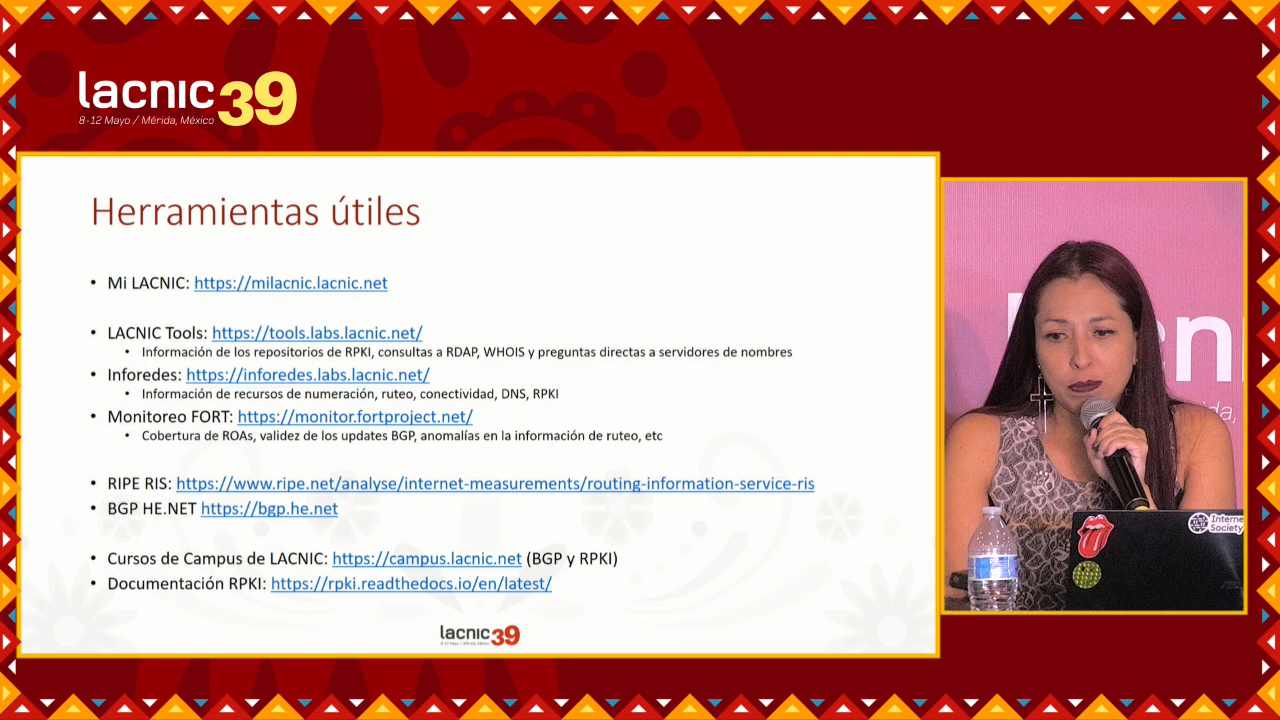 lacnic39
8-12 Mayo / Mérida, México
Herramientas útiles
• Mi LACNIC: https://milacnic.lacnic.net
• LACNIC Tools: https://tools.labs.lacnic.net/
• Información de los repositorios de RPKI, consultas a RDAP, WHOIS y preguntas directas a servidores de nombres
• Inforedes: https://inforedes.labs.lacnic.net/
• Información de recursos de numeración, ruteo, conectividad, DNS, RPKI
• Monitoreo FORT: https://monitor.fortproject.net/
• Cobertura de ROAs, validez de los updates BGP, anomalías en la información de ruteo, etc
• RIPE RIS: https://www.ripe.net/analyse/internet-measurements/routing-information-service-ris
• BGP HE.NET https://bgp.he.net
• Cursos de Campus de LACNIC: https://campus.lacnic.net (BGP y RPKI)
• Documentación RPKI: https://rpki.readthedocs.io/en/latest/
lacnic39
Internet
Society